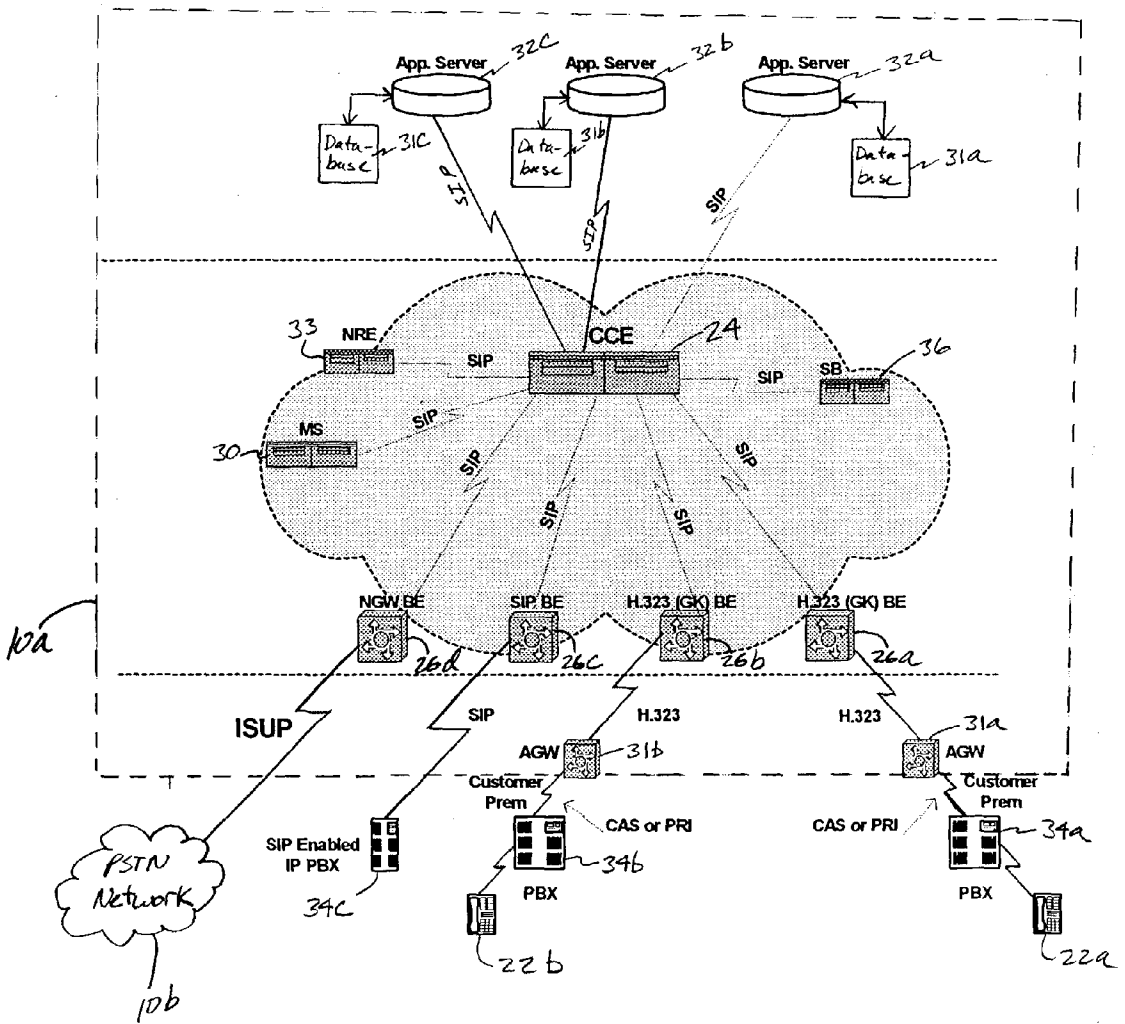 App. Server
32c
App. Server
32b
App. Server
32a
Data-
base
31c
Data-
base
31b
Data-
base
31a
SIP
SIP
SIP
33
NRE
SIP
CCE
24
SIP
SB
36
30
MS
SIP
SIP
SIP
SIP
SIP
10a
NGW BE
SIP BE
H.323 (GK) BE
H.323 (GK) BE
26d
26c
26b
26a
ISUP
SIP
H.323
H.323
31b
31a
AGW
AGW
Customer
Prem
Customer
Prem
CAS or PRI
CAS or PRI
PSTN
Network
SIP Enabled
IP PBX
34c
34b
34a
PBX
PBX
22b
22a
10b